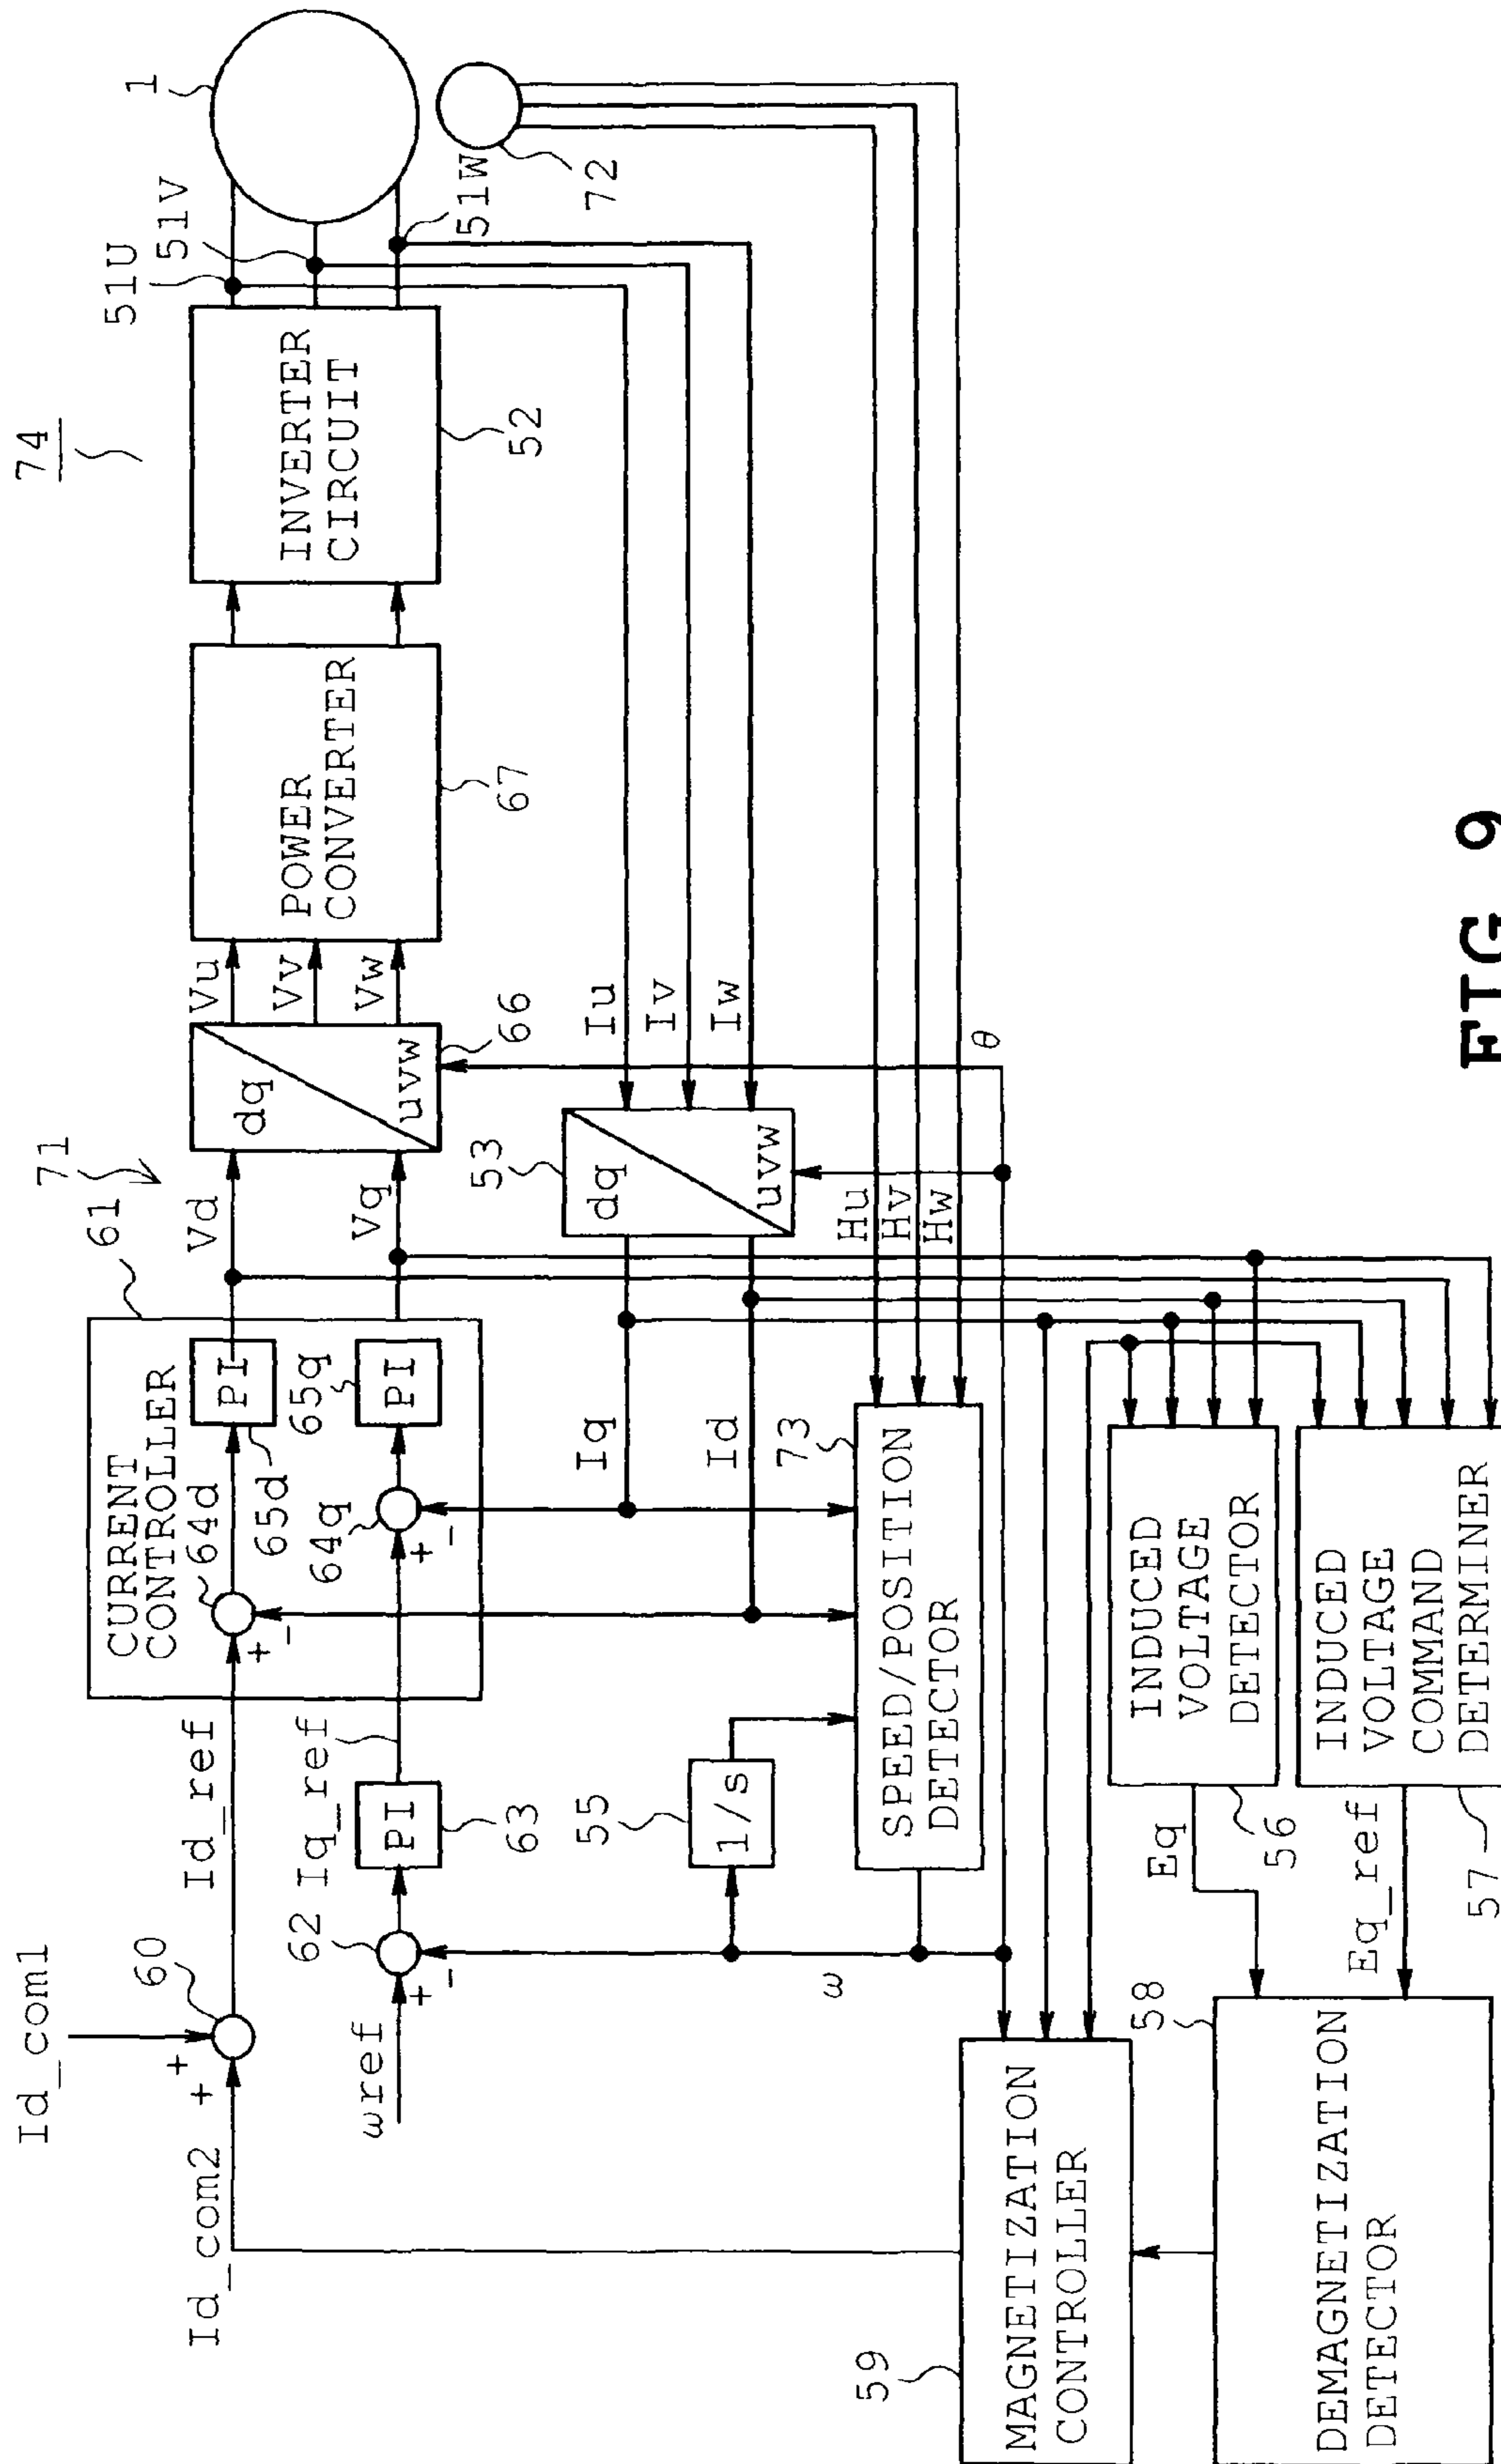 74
1
51U
51V
51W
72
INVERTER
CIRCUIT
52
POWER
CONVERTER
67
Vu
Vv
Vw
dq
uvw
66
71
Vd
Vq
61
CURRENT
CONTROLLER
PI
65d
64d
PI
65q
64q
+
-
+
-
Id_ref
Iq_ref
PI
63
62
+
-
ωref
Id_com1
60
+
+
Id_com2
Iu
Iv
Iw
53
dq
uvw
θ
Hu
Hv
Hw
Iq
Id
73
SPEED/POSITION
DETECTOR
55
1/s
ω
INDUCED
VOLTAGE
DETECTOR
56
INDUCED
VOLTAGE
COMMAND
DETERMINER
57
Eq
Eq_ref
58
DEMAGNETIZATION
DETECTOR
59
MAGNETIZATION
CONTROLLER
FIG 9